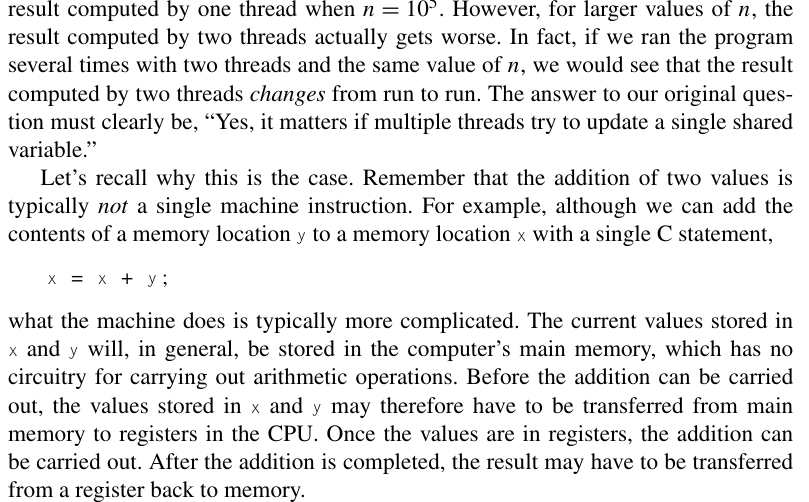 result computed by one thread when n = 10⁵. However, for larger values of n, the
result computed by two threads actually gets worse. In fact, if we ran the program
several times with two threads and the same value of n, we would see that the result
computed by two threads changes from run to run. The answer to our original ques-
tion must clearly be, “Yes, it matters if multiple threads try to update a single shared
variable.”
Let’s recall why this is the case. Remember that the addition of two values is
typically not a single machine instruction. For example, although we can add the
contents of a memory location y to a memory location x with a single C statement,
x = x + y;
what the machine does is typically more complicated. The current values stored in
x and y will, in general, be stored in the computer’s main memory, which has no
circuitry for carrying out arithmetic operations. Before the addition can be carried
out, the values stored in x and y may therefore have to be transferred from main
memory to registers in the CPU. Once the values are in registers, the addition can
be carried out. After the addition is completed, the result may have to be transferred
from a register back to memory.